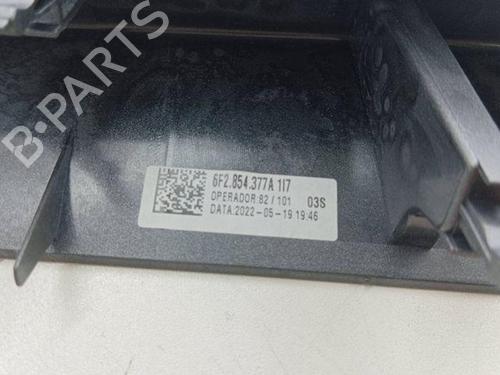 B-PARTS
6F2.854.377A 1I7
OPERADOR:82 / 101 03S
DATA:2022-05-19 19:46